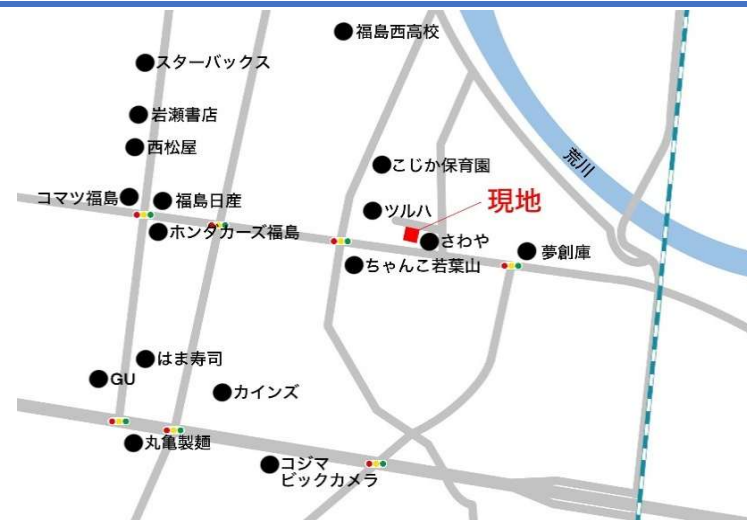 福島西高校
スターバックス
岩瀬書店
西松屋
こじか保育園
荒川
コマツ福島
福島日産
ツルハ
現地
ホンダカーズ福島
さわや
夢創庫
ちゃんこ若葉山
はま寿司
GU
カインズ
丸亀製麺
コジマ
ビックカメラ